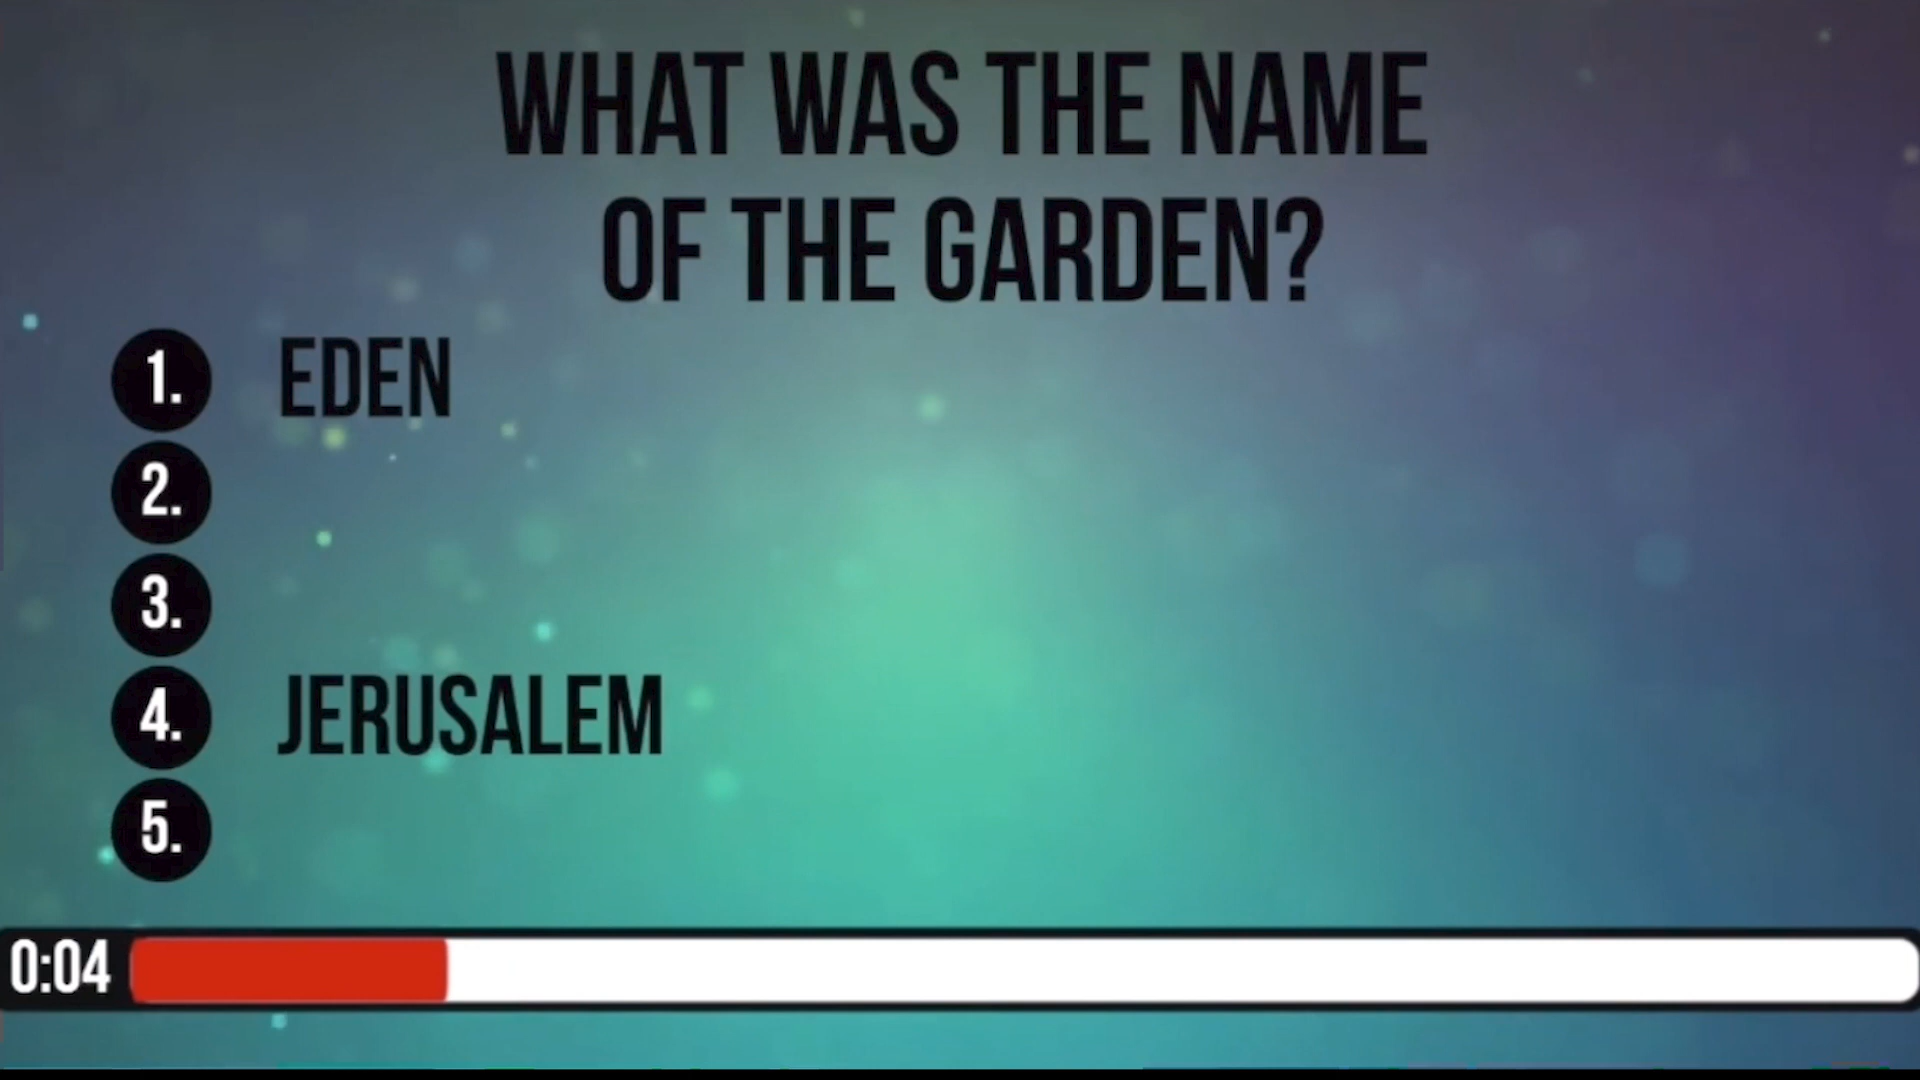 WHAT WAS THE NAME
OF THE GARDEN?
1. EDEN
2.
3.
4. JERUSALEM
5.
0:04